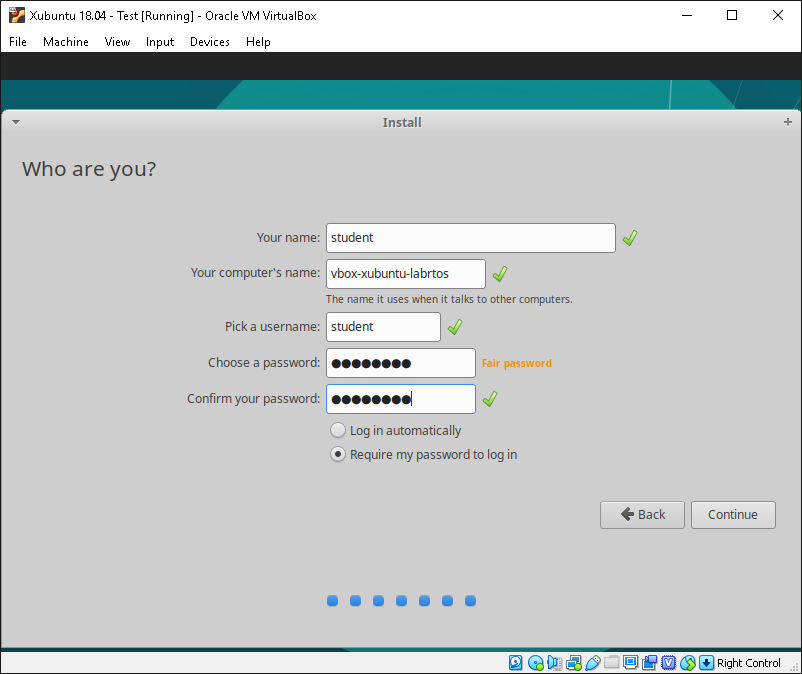 Xubuntu 18.04 - Test [Running] - Oracle VM VirtualBox
File Machine View Input Devices Help
Install
Who are you?
Your name: student
Your computer's name: vbox-xubuntu-labrtos
The name it uses when it talks to other computers.
Pick a username: student
Choose a password: ●●●●●●●● Fair password
Confirm your password: ●●●●●●●●
Log in automatically
Require my password to log in
Back Continue
Right Control